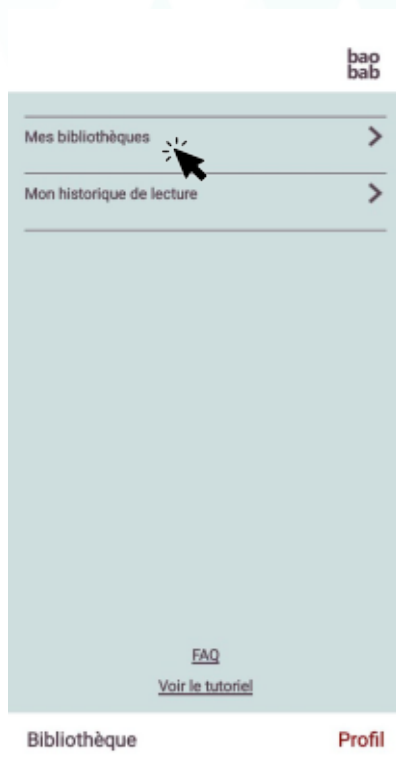 bao
bab
Mes bibliothèques
Mon historique de lecture
FAQ
Voir le tutoriel
Bibliothèque Profil